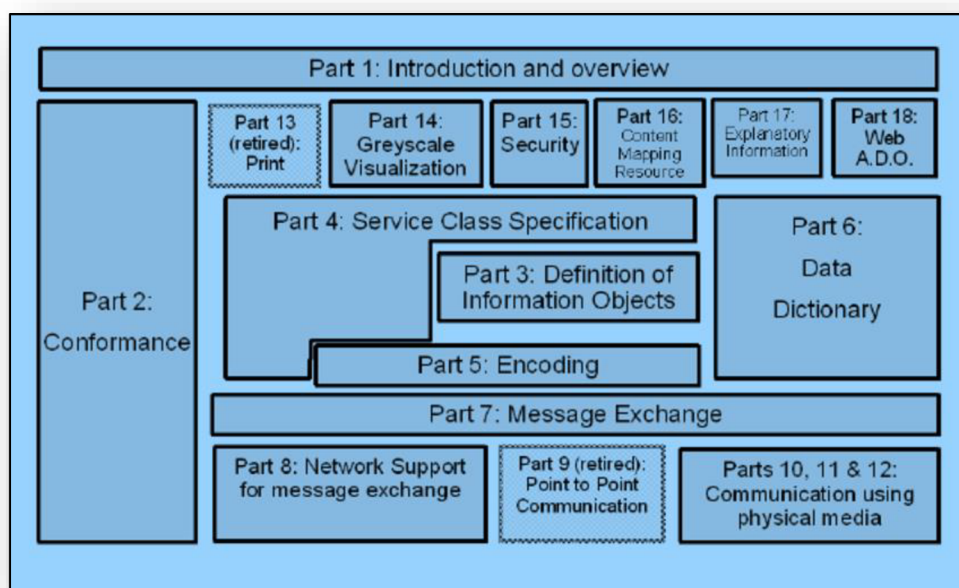 Part 1: Introduction and overview
Part 13
(retired):
Print
Part 14:
Greyscale
Visualization
Part 15:
Security
Part 16:
Content
Mapping
Resource
Part 17:
Explanatory
Information
Part 18:
Web
A.D.O.
Part 2:
Conformance
Part 4: Service Class Specification
Part 3: Definition of
Information Objects
Part 5: Encoding
Part 6:
Data
Dictionary
Part 7: Message Exchange
Part 8: Network Support
for message exchange
Part 9 (retired):
Point to Point
Communication
Parts 10, 11 & 12:
Communication using
physical media